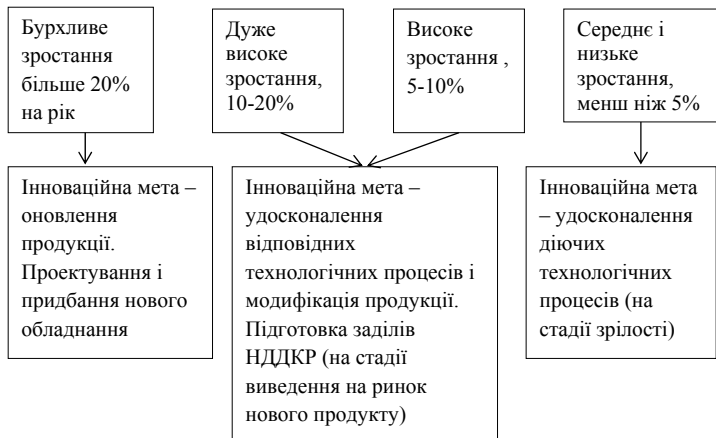 Бурхливе
зростання
більше 20%
на рік
Дуже
високе
зростання,
10-20%
Високе
зростання ,
5-10%
Середнє і
низьке
зростання,
менш ніж 5%
Інноваційна мета –
оновлення
продукції.
Проектування і
придбання нового
обладнання
Інноваційна мета –
удосконалення
відповідних
технологічних процесів і
модифікація продукції.
Підготовка заділів
НДДКР (на стадії
виведення на ринок
нового продукту)
Інноваційна мета
– удосконалення
діючих
технологічних
процесів (на
стадії зрілості)